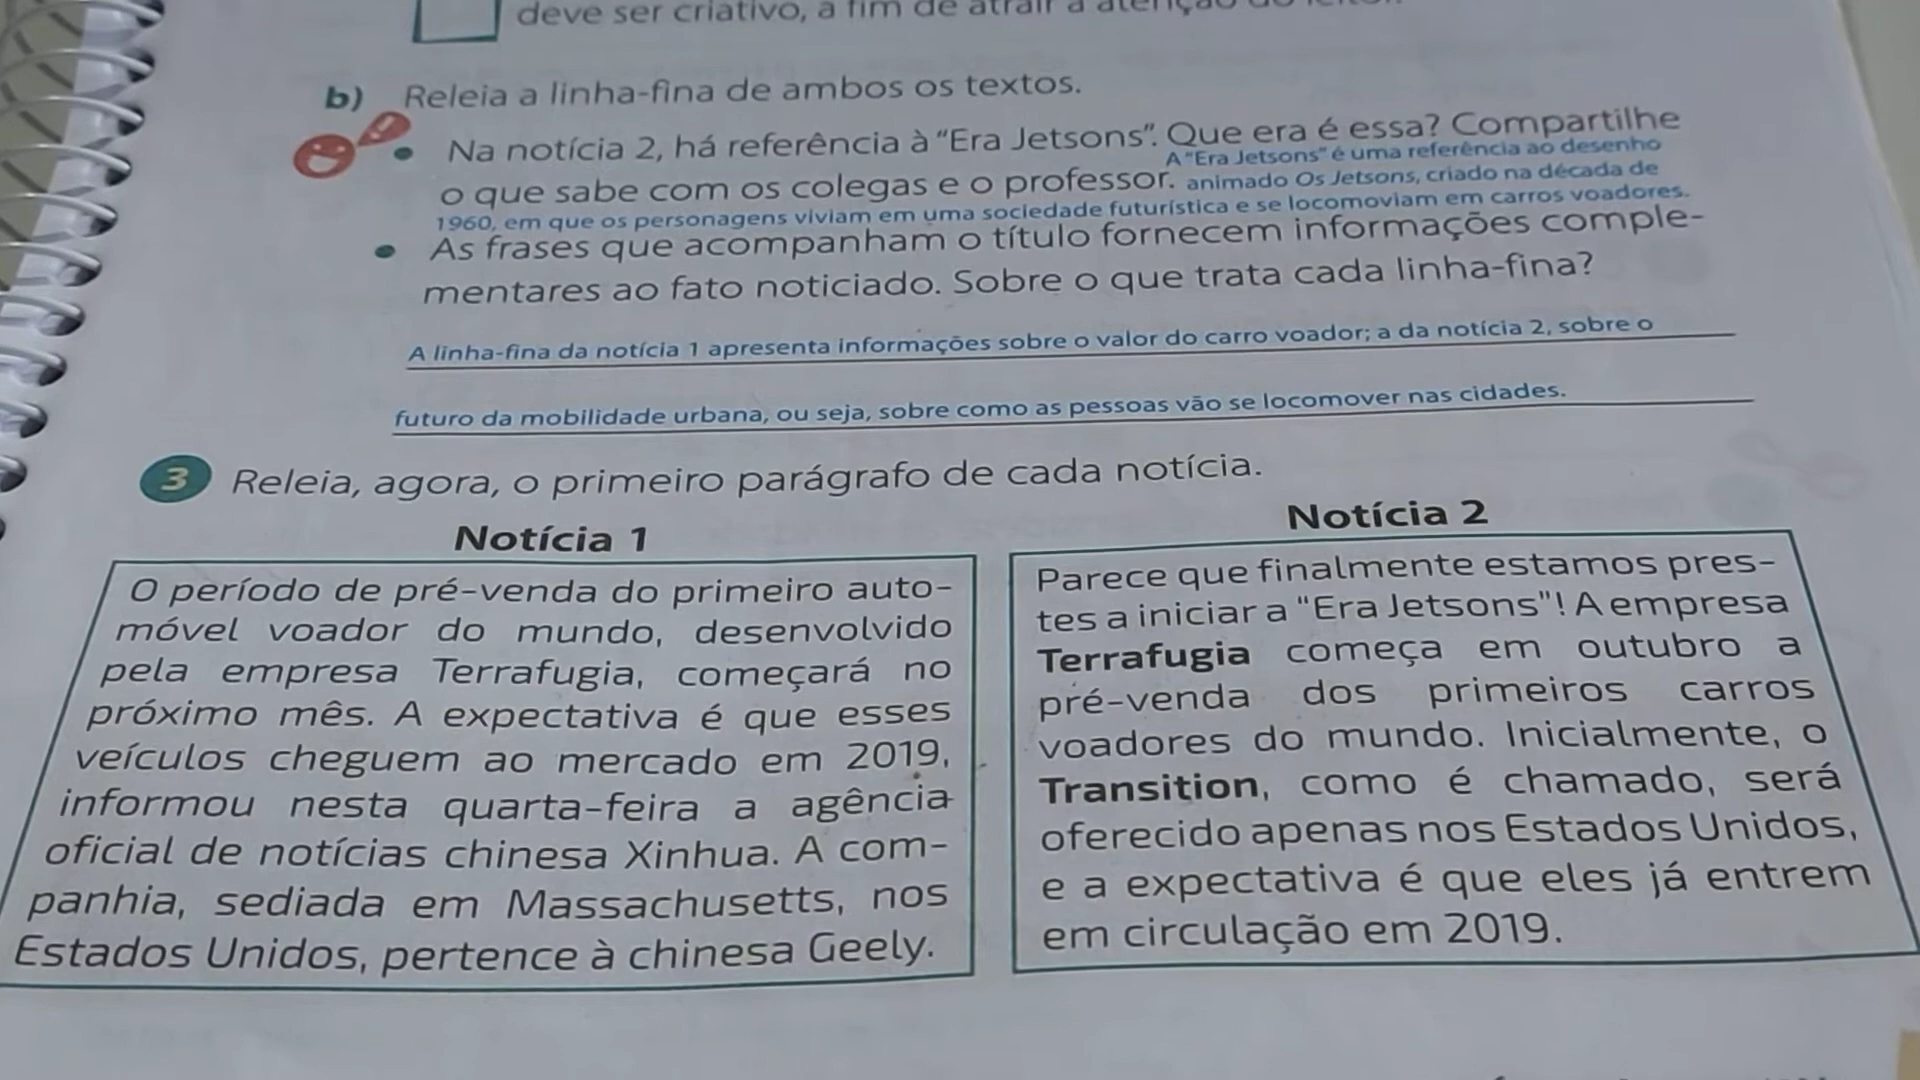 deve ser criativo, a fim de atrair a atenção do leitor.
b) Releia a linha-fina de ambos os textos.
• Na notícia 2, há referência à “Era Jetsons”. Que era é essa? Compartilhe
A “Era Jetsons” é uma referência ao desenho
o que sabe com os colegas e o professor. animado Os Jetsons, criado na década de
1960, em que os personagens viviam em uma sociedade futurística e se locomoviam em carros voadores.
• As frases que acompanham o título fornecem informações comple-
mentares ao fato noticiado. Sobre o que trata cada linha-fina?
A linha-fina da notícia 1 apresenta informações sobre o valor do carro voador; a da notícia 2, sobre o
futuro da mobilidade urbana, ou seja, sobre como as pessoas vão se locomover nas cidades.
3 Releia, agora, o primeiro parágrafo de cada notícia.
Notícia 1
O período de pré-venda do primeiro auto-
móvel voador do mundo, desenvolvido
pela empresa Terrafugia, começará no
próximo mês. A expectativa é que esses
veículos cheguem ao mercado em 2019,
informou nesta quarta-feira a agência
oficial de notícias chinesa Xinhua. A com-
panhia, sediada em Massachusetts, nos
Estados Unidos, pertence à chinesa Geely.
Notícia 2
Parece que finalmente estamos pres-
tes a iniciar a “Era Jetsons”! A empresa
Terrafugia começa em outubro a
pré-venda dos primeiros carros
voadores do mundo. Inicialmente, o
Transition, como é chamado, será
oferecido apenas nos Estados Unidos,
e a expectativa é que eles já entrem
em circulação em 2019.